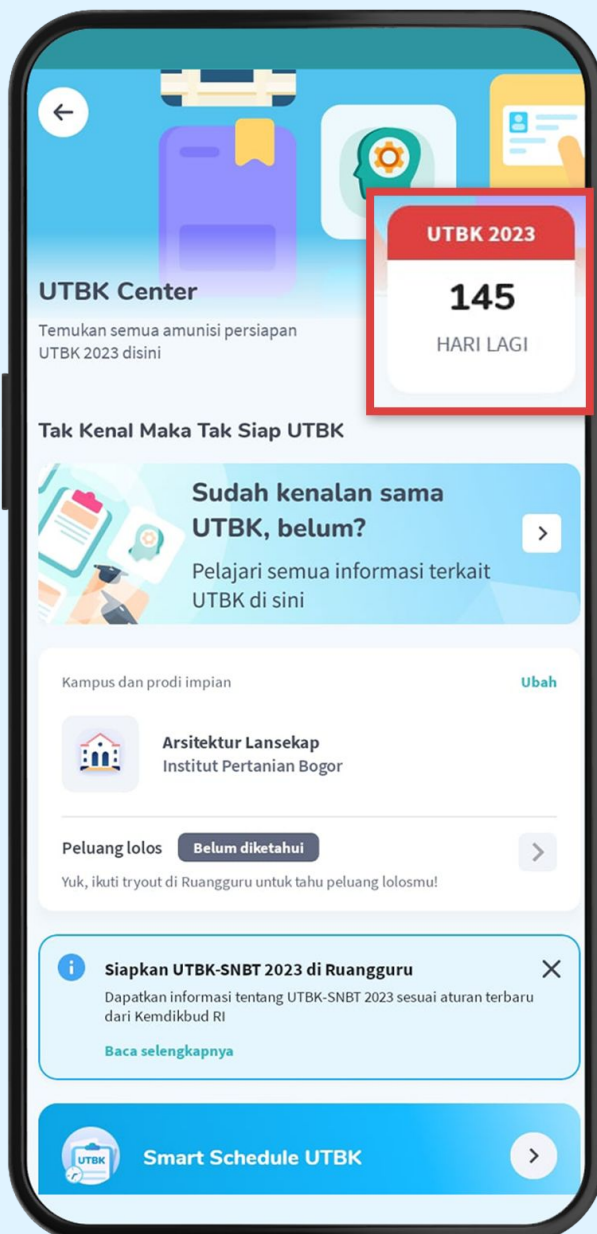 UTBK 2023
145
HARI LAGI
UTBK Center
Temukan semua amunisi persiapan
UTBK 2023 disini
Tak Kenal Maka Tak Siap UTBK
Sudah kenalan sama
UTBK, belum?
Pelajari semua informasi terkait
UTBK di sini
Kampus dan prodi impian
Ubah
Arsitektur Lansekap
Institut Pertanian Bogor
Peluang lolos
Belum diketahui
Yuk, ikuti tryout di Ruangguru untuk tahu peluang lolosmu!
Siapkan UTBK-SNBT 2023 di Ruangguru
Dapatkan informasi tentang UTBK-SNBT 2023 sesuai aturan terbaru
dari Kemdikbud RI
Baca selengkapnya
UTBK
Smart Schedule UTBK